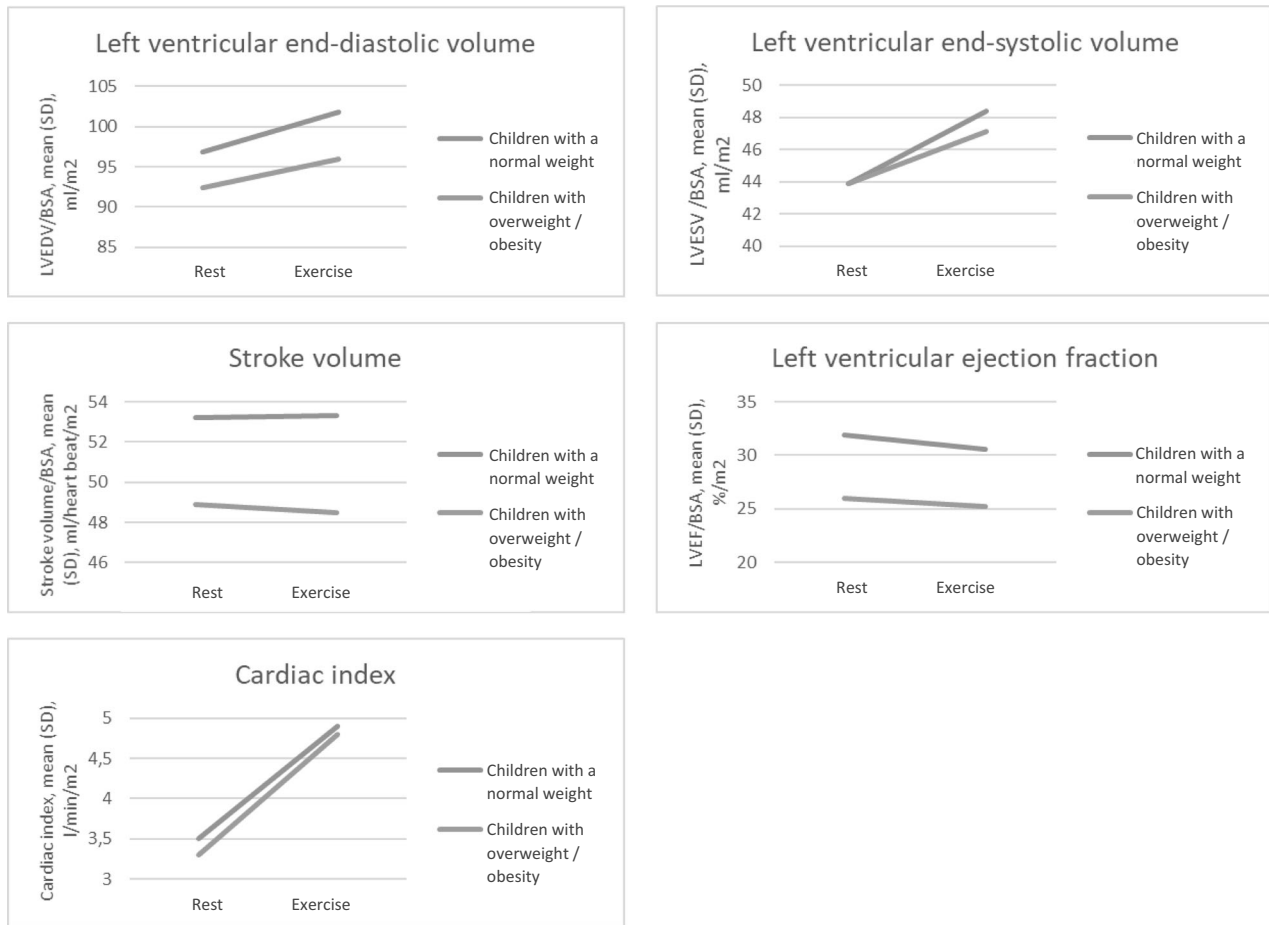 Left ventricular end-diastolic volume
LVEDV/BSA, mean (SD),
ml/m2
105
100
95
90
85
Rest
Exercise
Children with a
normal weight
Children with
overweight /
obesity
Left ventricular end-systolic volume
LVESV /BSA, mean (SD),
ml/m2
50
48
46
44
42
40
Rest
Exercise
Children with a
normal weight
Children with
overweight /
obesity
Stroke volume
Stroke volume/BSA, mean
(SD), ml/heart beat/m2
54
52
50
48
46
Rest
Exercise
Children with a
normal weight
Children with
overweight /
obesity
Left ventricular ejection fraction
LVEF/BSA, mean (SD),
%/m2
35
30
25
20
Rest
Exercise
Children with a
normal weight
Children with
overweight /
obesity
Cardiac index
Cardiac index, mean (SD),
l/min/m2
5
4,5
4
3,5
3
Rest
Exercise
Children with a
normal weight
Children with
overweight /
obesity